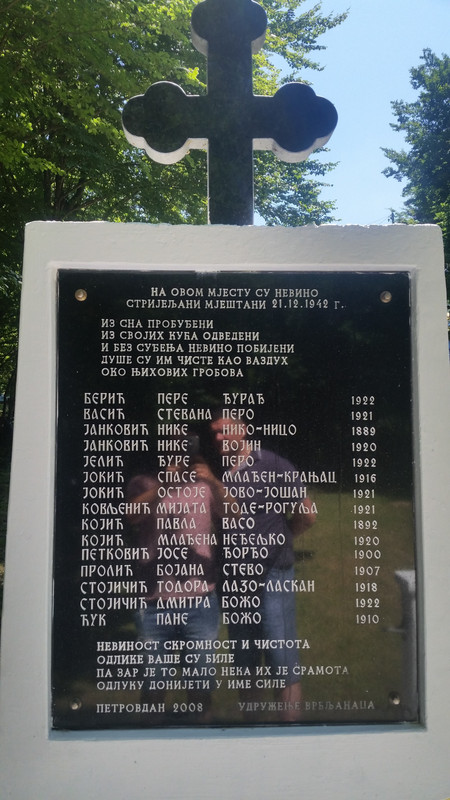 НА ОВОМ МЈЕСТУ СУ НЕВИНО
СТРИЈЕЉАНИ МЈЕШТАНИ 21.12.1942 г.
ИЗ СНА ПРОБУЂЕНИ
ИЗ СВОЈИХ КУЋА ОДВЕДЕНИ
И БЕЗ СУЂЕЊА НЕВИНО ПОБИЈЕНИ
ДУШЕ СУ ИМ ЧИСТЕ КАО ВАЗДУХ
ОКО ЊИХОВИХ ГРОБОВА
БЕРИЋ ПЕРЕ ЂУРАЂ 1922
ВАСИЋ СТЕВАНА ПЕРО 1921
ЈАНКОВИЋ НИКЕ НИКО-НИЦО 1889
ЈАНКОВИЋ НИКЕ ВОЈИН 1920
ЈЕЛИЋ ЂУРЕ ПЕРО 1922
ЈОКИЋ СПАСЕ МЛАЂЕН-КРАЊАЦ 1916
ЈОКИЋ ОСТОЈЕ ЈОВО-ЈОШАН 1921
КОВЉЕНИЋ МИЈАТА ТОДЕ-РОГУЉА 1921
КОЈИЋ ПАВЛА ВАСО 1892
КОЈИЋ МЛАЂЕНА НЕЂЕЉКО 1920
ПЕТКОВИЋ ЈОСЕ ЂОРЂО 1900
ПРОЛИЋ БОЈАНА СТЕВО 1907
СТОЈИЧИЋ ТОДОРА ЛАЗО-ЛАСКАН 1918
СТОЈИЧИЋ ДМИТРА БОЖО 1922
ЋУК ПАНЕ БОЖО 1910
НЕВИНОСТ СКРОМНОСТ И ЧИСТОТА
ОДЛИКЕ ВАШЕ СУ БИЛЕ
ПА ЗАР ЈЕ ТО МАЛО НЕКА ИХ ЈЕ СРАМОТА
ОДЛУКУ ДОНИЈЕТИ У ИМЕ СИЛЕ
ПЕТРОВДАН 2008 УДРУЖЕЊЕ ВРБЉАНАЦА